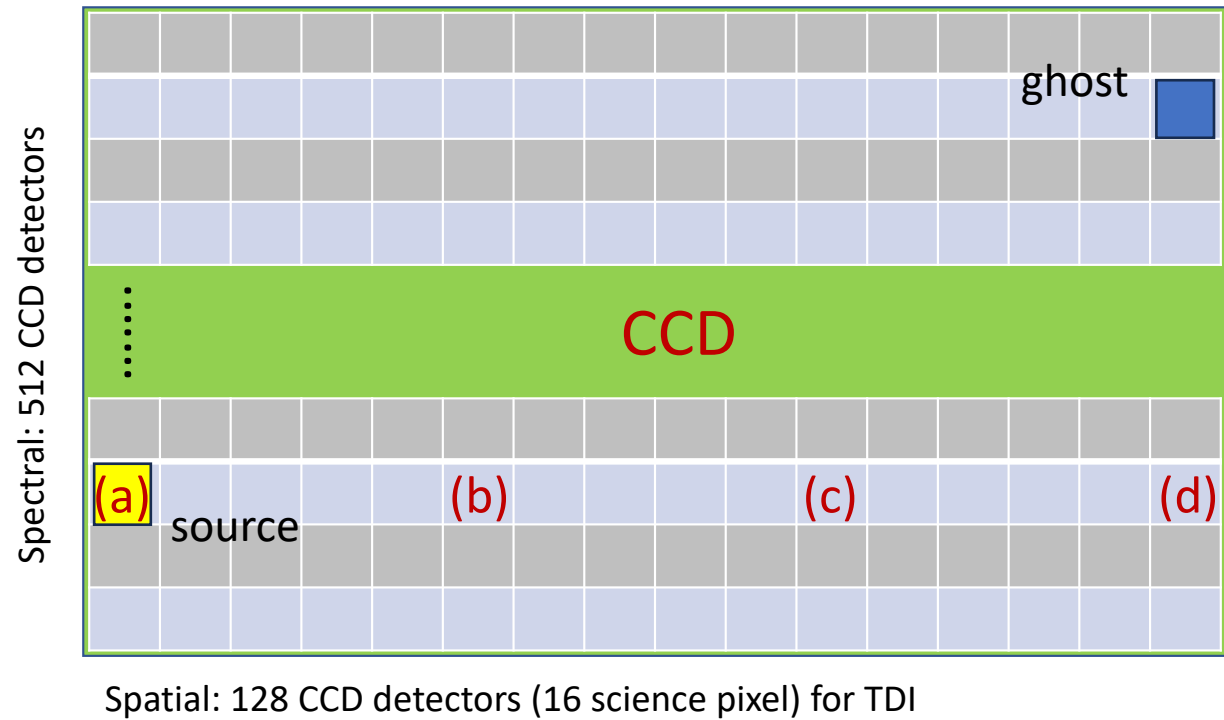 ghost
Spectral: 512 CCD detectors
.......
CCD
(a) (b) (c) (d)
source
Spatial: 128 CCD detectors (16 science pixel) for TDI